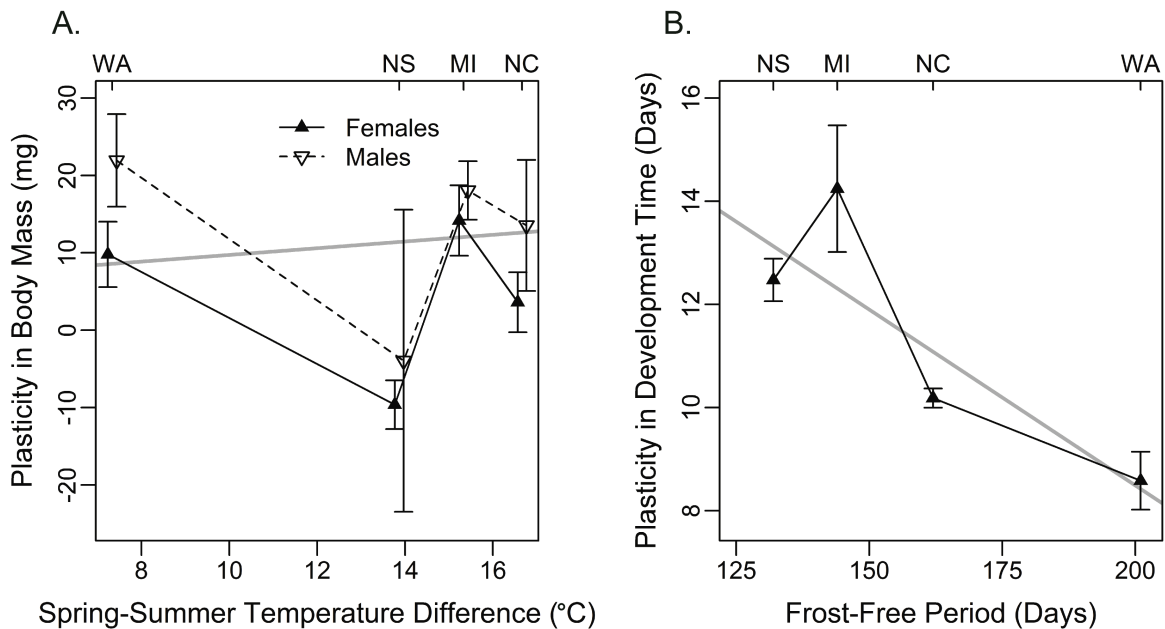 A.
WA NS MI NC
Females
Males
30
20
10
0
-10
-20
Plasticity in Body Mass (mg)
8 10 12 14 16
Spring-Summer Temperature Difference (°C)
B.
NS MI NC WA
16
14
12
10
8
Plasticity in Development Time (Days)
125 150 175 200
Frost-Free Period (Days)